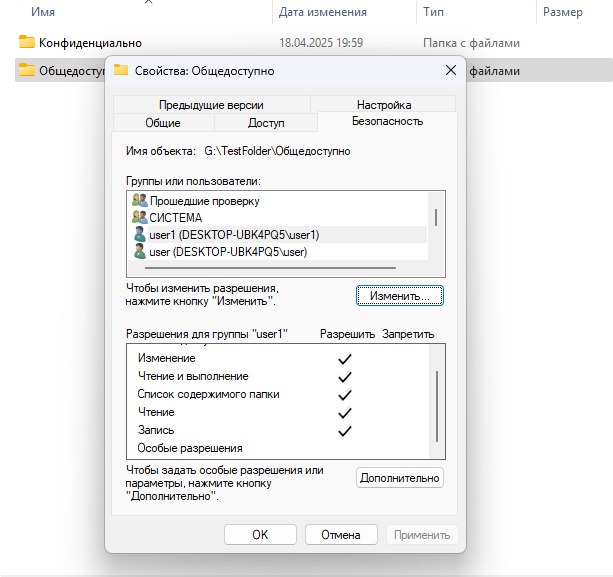 Имя Дата изменения Тип Размер
Конфиденциально 18.04.2025 19:59 Папка с файлами
Общедоступ файлами
Свойства: Общедоступно
Предыдущие версии Настройка
Общие Доступ Безопасность
Имя объекта: G:\TestFolder\Общедоступно
Группы или пользователи:
Прошедшие проверку
СИСТЕМА
user1 (DESKTOP-UBK4PQ5\user1)
user (DESKTOP-UBK4PQ5\user)
Чтобы изменить разрешения,
нажмите кнопку "Изменить".
Изменить...
Разрешения для группы "user1" Разрешить Запретить
Изменение
Чтение и выполнение
Список содержимого папки
Чтение
Запись
Особые разрешения
Чтобы задать особые разрешения или
параметры, нажмите кнопку
"Дополнительно".
Дополнительно
OK Отмена Применить